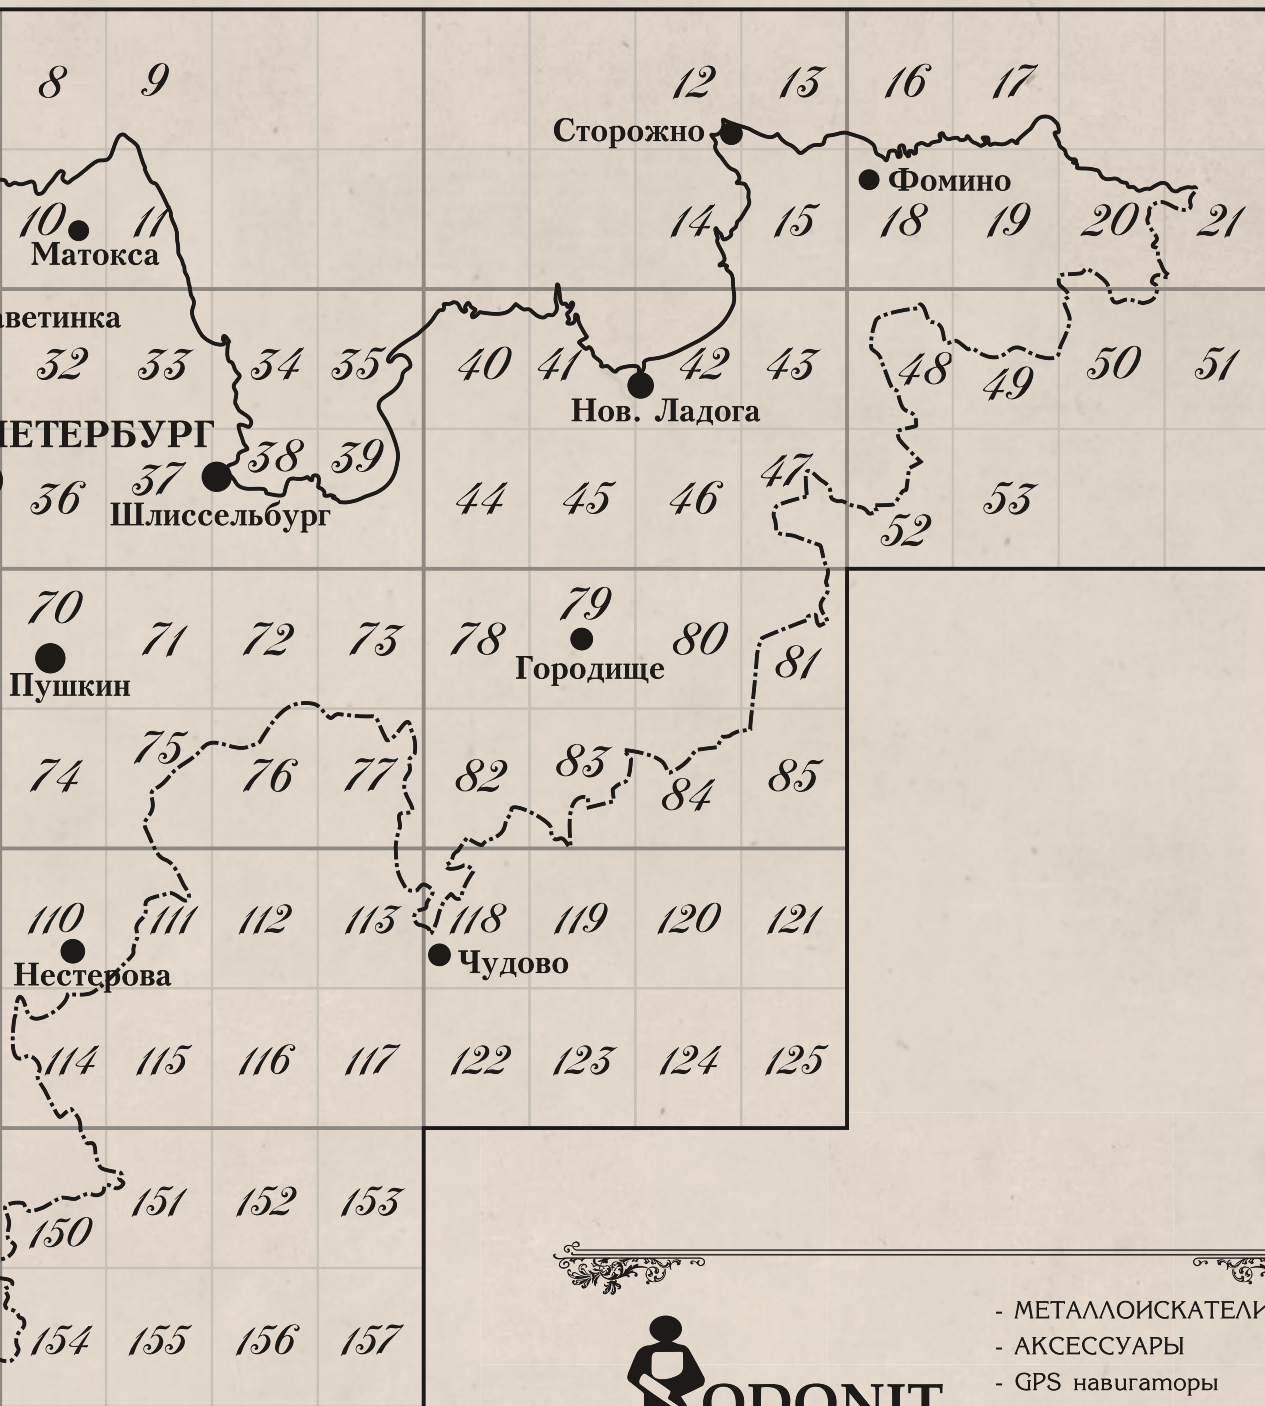 8 9 12 13 16 17
Сторожно
Фомино
10 11 14 15 18 19 20 21
Матокса
аветинка
32 33 34 35 40 41 42 43 48 49 50 51
Нов. Ладога
ЕТЕРБУРГ
36 37 38 39 44 45 46 47 52 53
Шлиссельбург
70 71 72 73 78 79 80 81
Городище
Пушкин
74 75 76 77 82 83 84 85
110 111 112 113 118 119 120 121
Чудово
Нестерова
114 115 116 117 122 123 124 125
150 151 152 153
154 155 156 157
- МЕТАЛЛОИСКАТЕЛИ
- АКСЕССУАРЫ
- GPS навигаторы
RODONIT